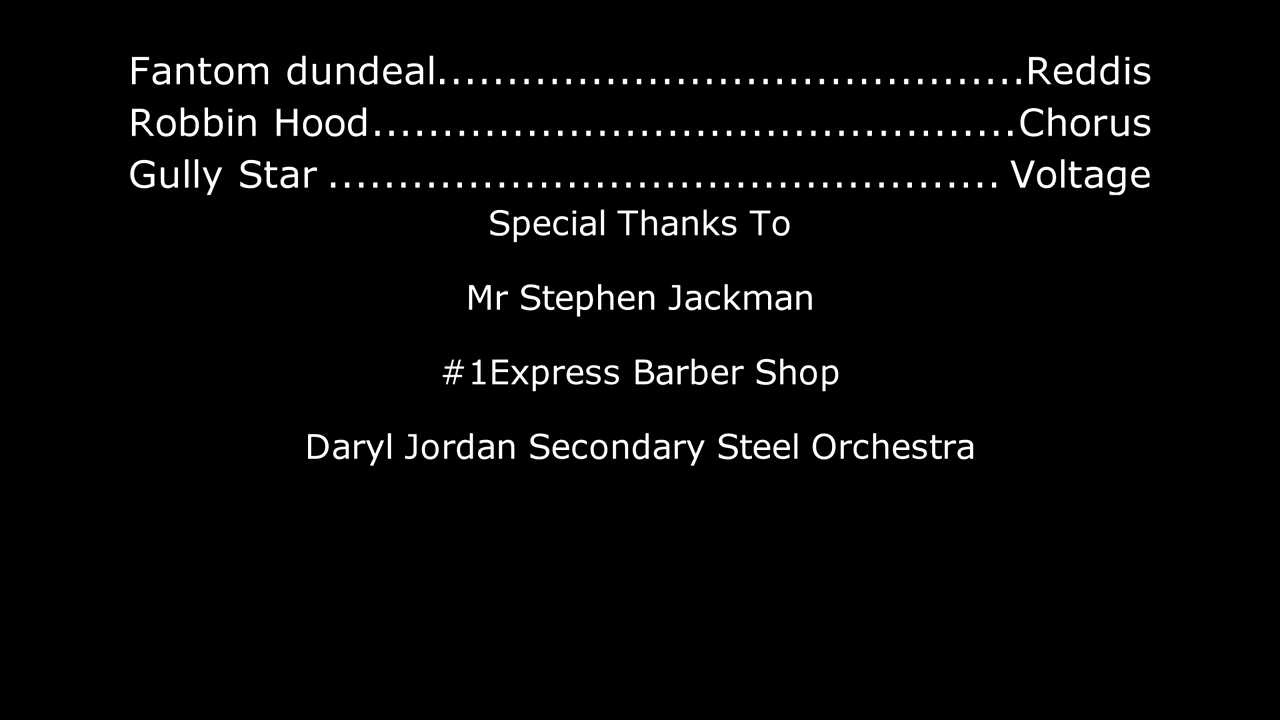 Fantom dundeal..........................................Reddis
Robbin Hood..............................................Chorus
Gully Star ................................................ Voltage
Special Thanks To
Mr Stephen Jackman
#1Express Barber Shop
Daryl Jordan Secondary Steel Orchestra